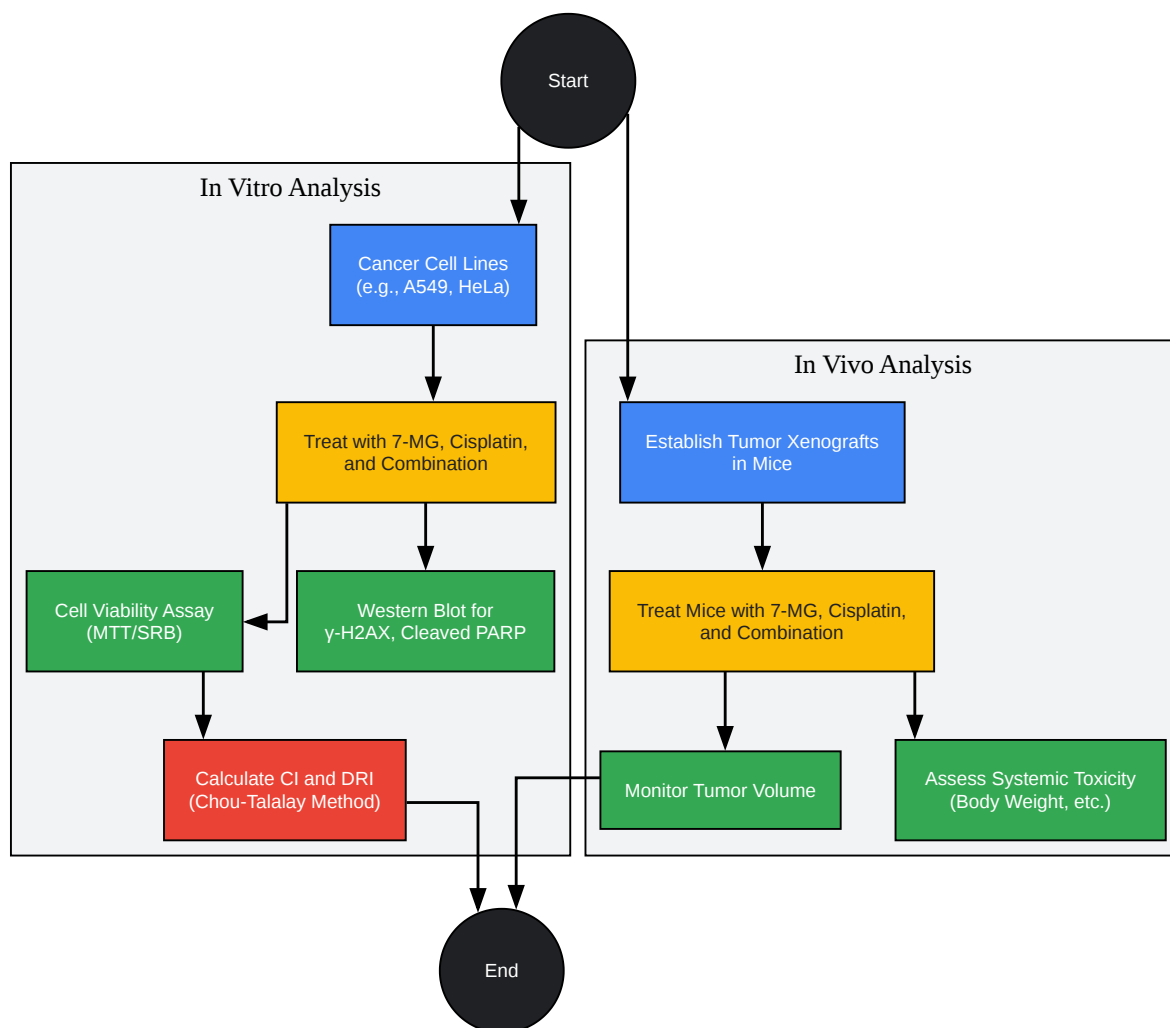 Start
In Vitro Analysis
Cancer Cell Lines
(e.g., A549, HeLa)
In Vivo Analysis
Treat with 7-MG, Cisplatin,
and Combination
Establish Tumor Xenografts
in Mice
Cell Viability Assay
(MTT/SRB)
Western Blot for
γ-H2AX, Cleaved PARP
Treat Mice with 7-MG, Cisplatin,
and Combination
Calculate CI and DRI
(Chou-Talalay Method)
Monitor Tumor Volume
Assess Systemic Toxicity
(Body Weight, etc.)
End